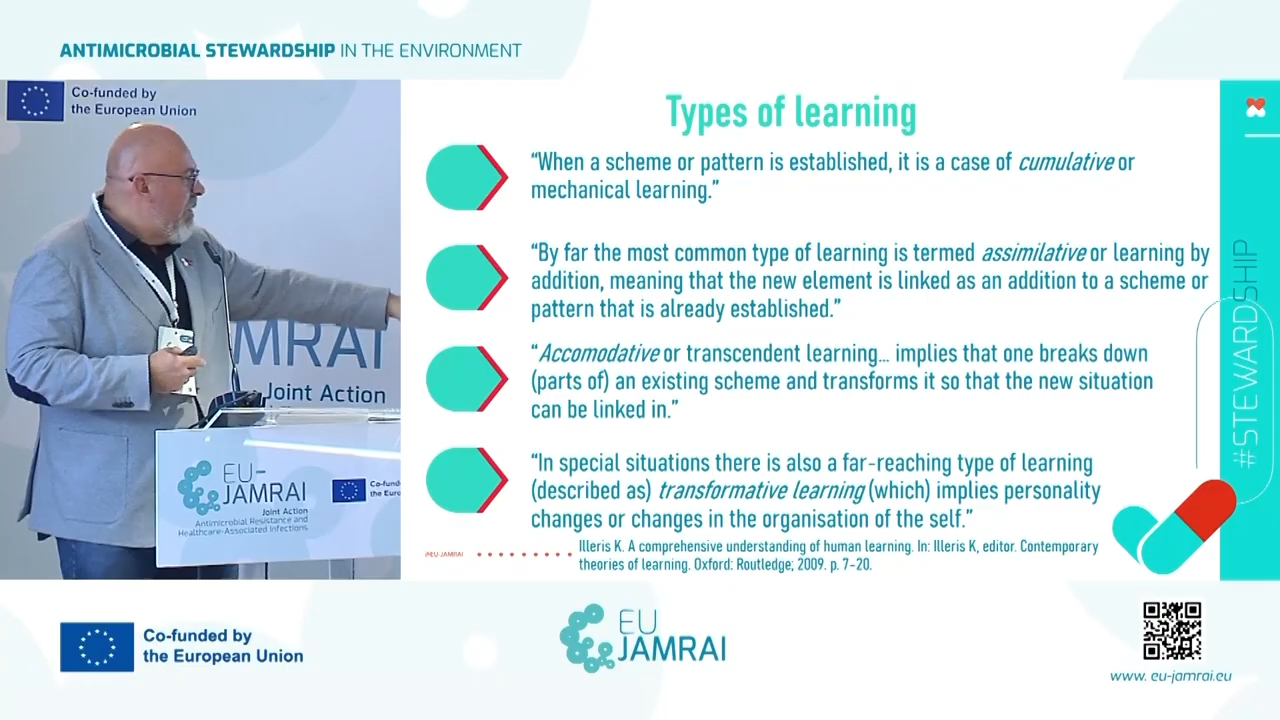 ANTIMICROBIAL STEWARDSHIP IN THE ENVIRONMENT
Co-funded by
the European Union
MRAI
Joint Action
EU-
JAMRAI
Joint Action
Antimicrobial Resistance and
Healthcare-Associated Infections
Co-fund
the Euro
Types of learning
“When a scheme or pattern is established, it is a case of cumulative or
mechanical learning.”
“By far the most common type of learning is termed assimilative or learning by
addition, meaning that the new element is linked as an addition to a scheme or
pattern that is already established.”
“Accomodative or transcendent learning... implies that one breaks down
(parts of) an existing scheme and transforms it so that the new situation
can be linked in.”
“In special situations there is also a far-reaching type of learning
(described as) transformative learning (which) implies personality
changes or changes in the organisation of the self.”
#EU-JAMRAI
Illeris K. A comprehensive understanding of human learning. In: Illeris K, editor. Contemporary
theories of learning. Oxford: Routledge; 2009. p. 7-20.
#STEWARDSHIP
Co-funded by
the European Union
EU
JAMRAI
www. eu-jamrai.eu